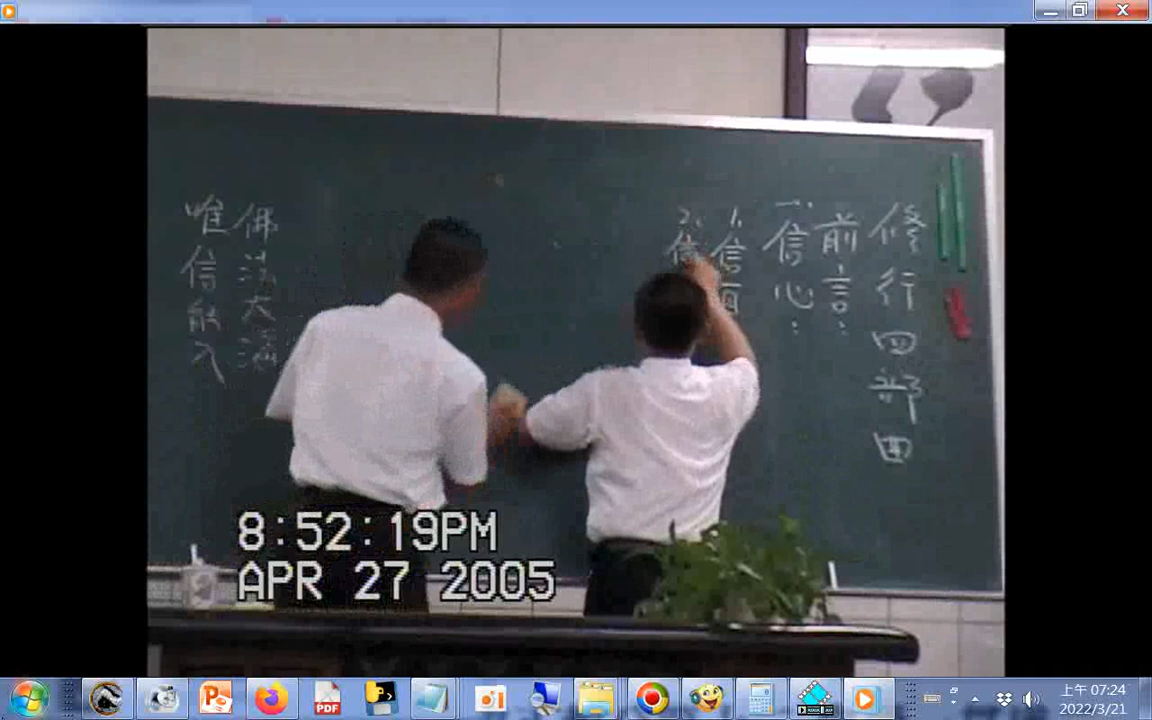 修行四部曲
前言：
一、信心：
1、信有
2、信
佛法大海
唯信能入
8:52:19PM
APR 27 2005
PDF
上午 07:24
2022/3/21